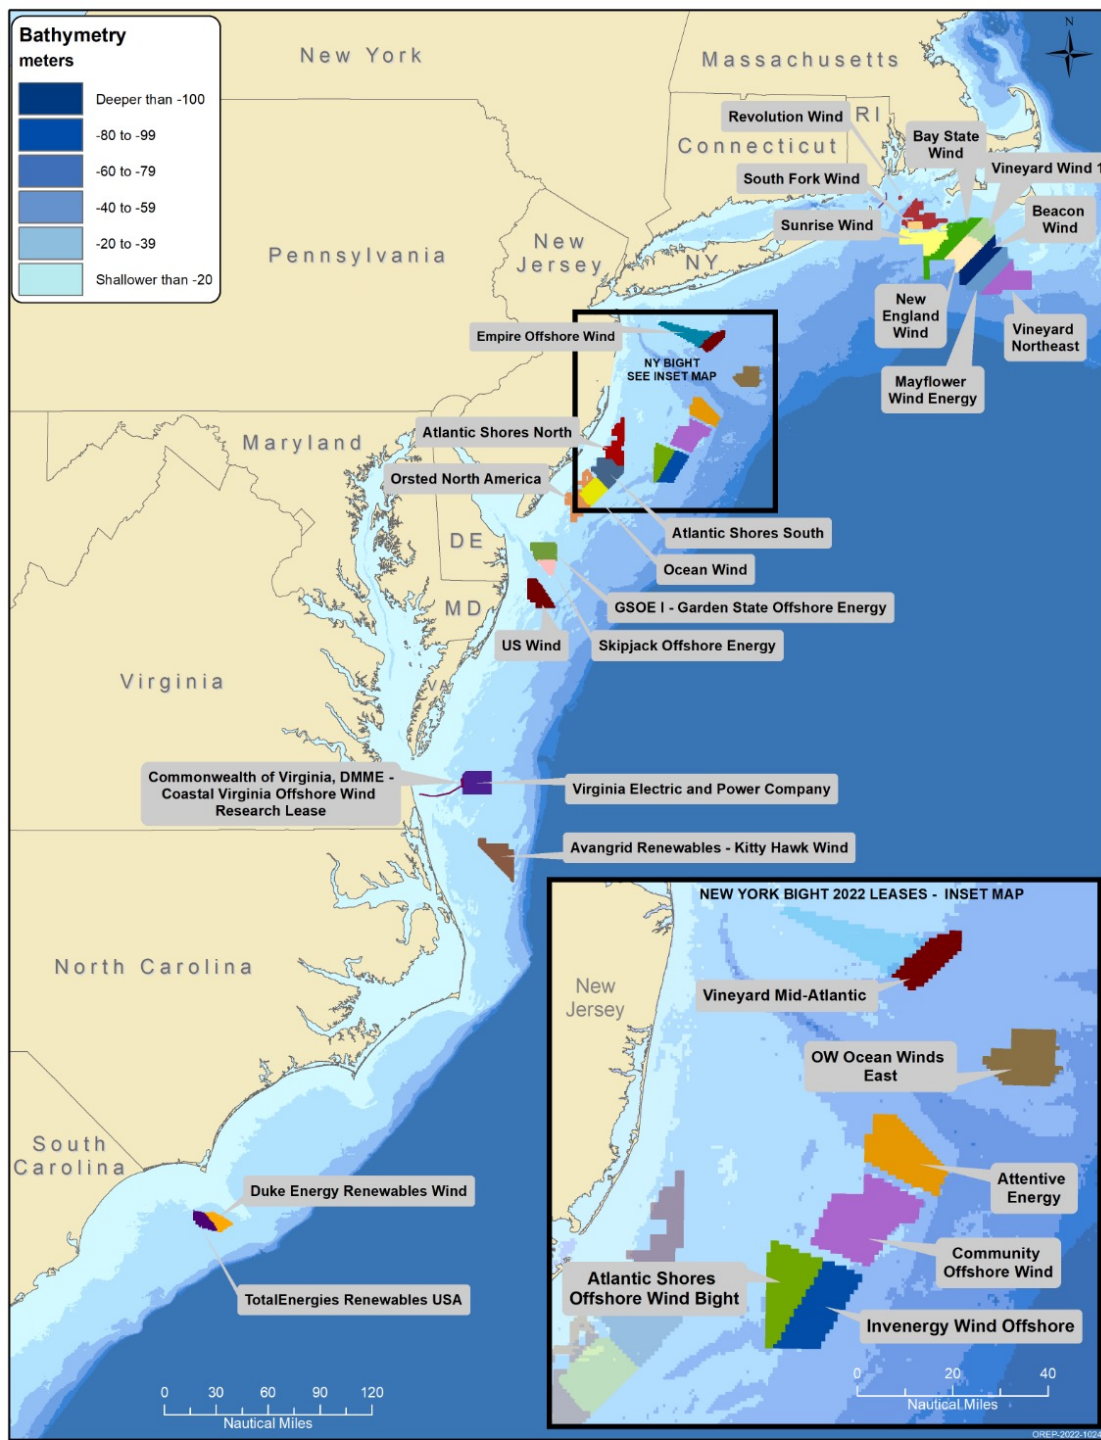 Bathymetry
meters
Deeper than -100
-80 to -99
-60 to -79
-40 to -59
-20 to -39
Shallower than -20
N
New York
Massachusetts
RI
Connecticut
Pennsylvania
New
Jersey
NY
Maryland
DE
MD
VA
Virginia
North Carolina
South
Carolina
Revolution Wind
Bay State
Wind
Vineyard Wind 1
South Fork Wind
Beacon
Wind
Sunrise Wind
New
England
Wind
Vineyard
Northeast
Mayflower
Wind Energy
Empire Offshore Wind
NY BIGHT
SEE INSET MAP
Atlantic Shores North
Orsted North America
Atlantic Shores South
Ocean Wind
GSOE I - Garden State Offshore Energy
US Wind
Skipjack Offshore Energy
Commonwealth of Virginia, DMME -
Coastal Virginia Offshore Wind
Research Lease
Virginia Electric and Power Company
Avangrid Renewables - Kitty Hawk Wind
Duke Energy Renewables Wind
TotalEnergies Renewables USA
0 30 60 90 120
Nautical Miles
NEW YORK BIGHT 2022 LEASES - INSET MAP
New
Jersey
Vineyard Mid-Atlantic
OW Ocean Winds
East
Attentive
Energy
Community
Offshore Wind
Atlantic Shores
Offshore Wind Bight
Invenergy Wind Offshore
0 20 40
Nautical Miles
OREP-2022-1024